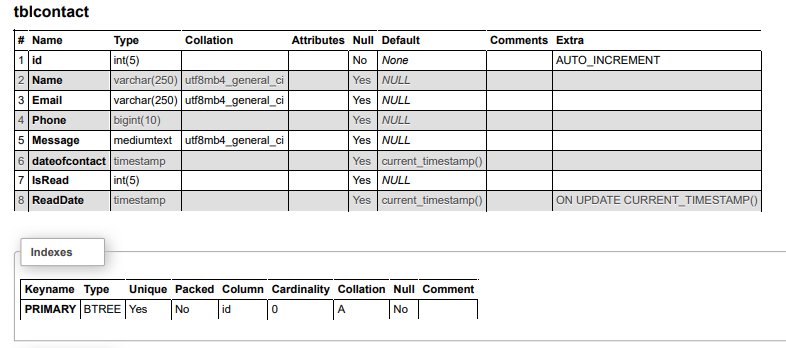 tblcontact
# Name Type Collation Attributes Null Default Comments Extra
1 id int(5) No None AUTO_INCREMENT
2 Name varchar(250) utf8mb4_general_ci Yes NULL
3 Email varchar(250) utf8mb4_general_ci Yes NULL
4 Phone bigint(10) Yes NULL
5 Message mediumtext utf8mb4_general_ci Yes NULL
6 dateofcontact timestamp Yes current_timestamp()
7 IsRead int(5) Yes NULL
8 ReadDate timestamp Yes current_timestamp() ON UPDATE CURRENT_TIMESTAMP()
Indexes
Keyname Type Unique Packed Column Cardinality Collation Null Comment
PRIMARY BTREE Yes No id 0 A No